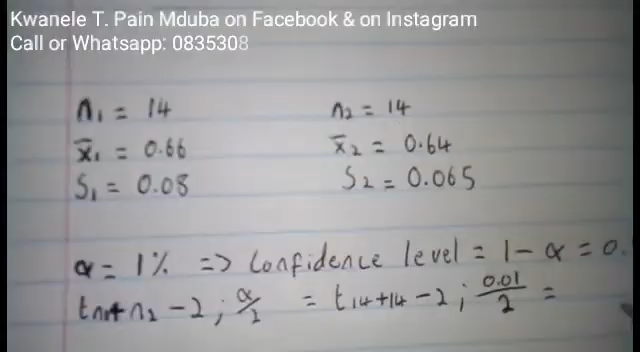 Kwanele T. Pain Mduba on Facebook & on Instagram
Call or Whatsapp: 0835308
n₁ = 14 n₂ = 14
x̄₁ = 0.66 x̄₂ = 0.64
S₁ = 0.08 S₂ = 0.065
α = 1% => Confidence level = 1 - α = 0.
tn₁+n₂-2; α/2 = t14+14-2; 0.01/2 =